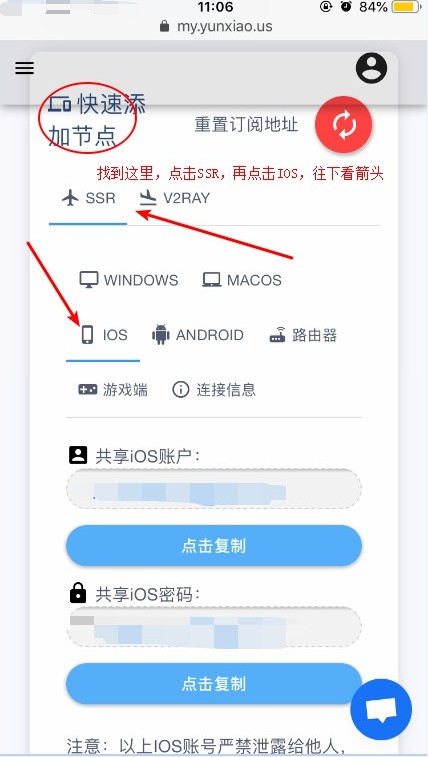 11:06
84%
my.yunxiao.us
快速添
加节点
重置订阅地址
找到这里，点击SSR，再点击IOS，往下看箭头
SSR V2RAY
WINDOWS MACOS
IOS ANDROID 路由器
游戏端 连接信息
共享iOS账户：
点击复制
共享iOS密码：
点击复制
注意：以上IOS账号严禁泄露给他人，